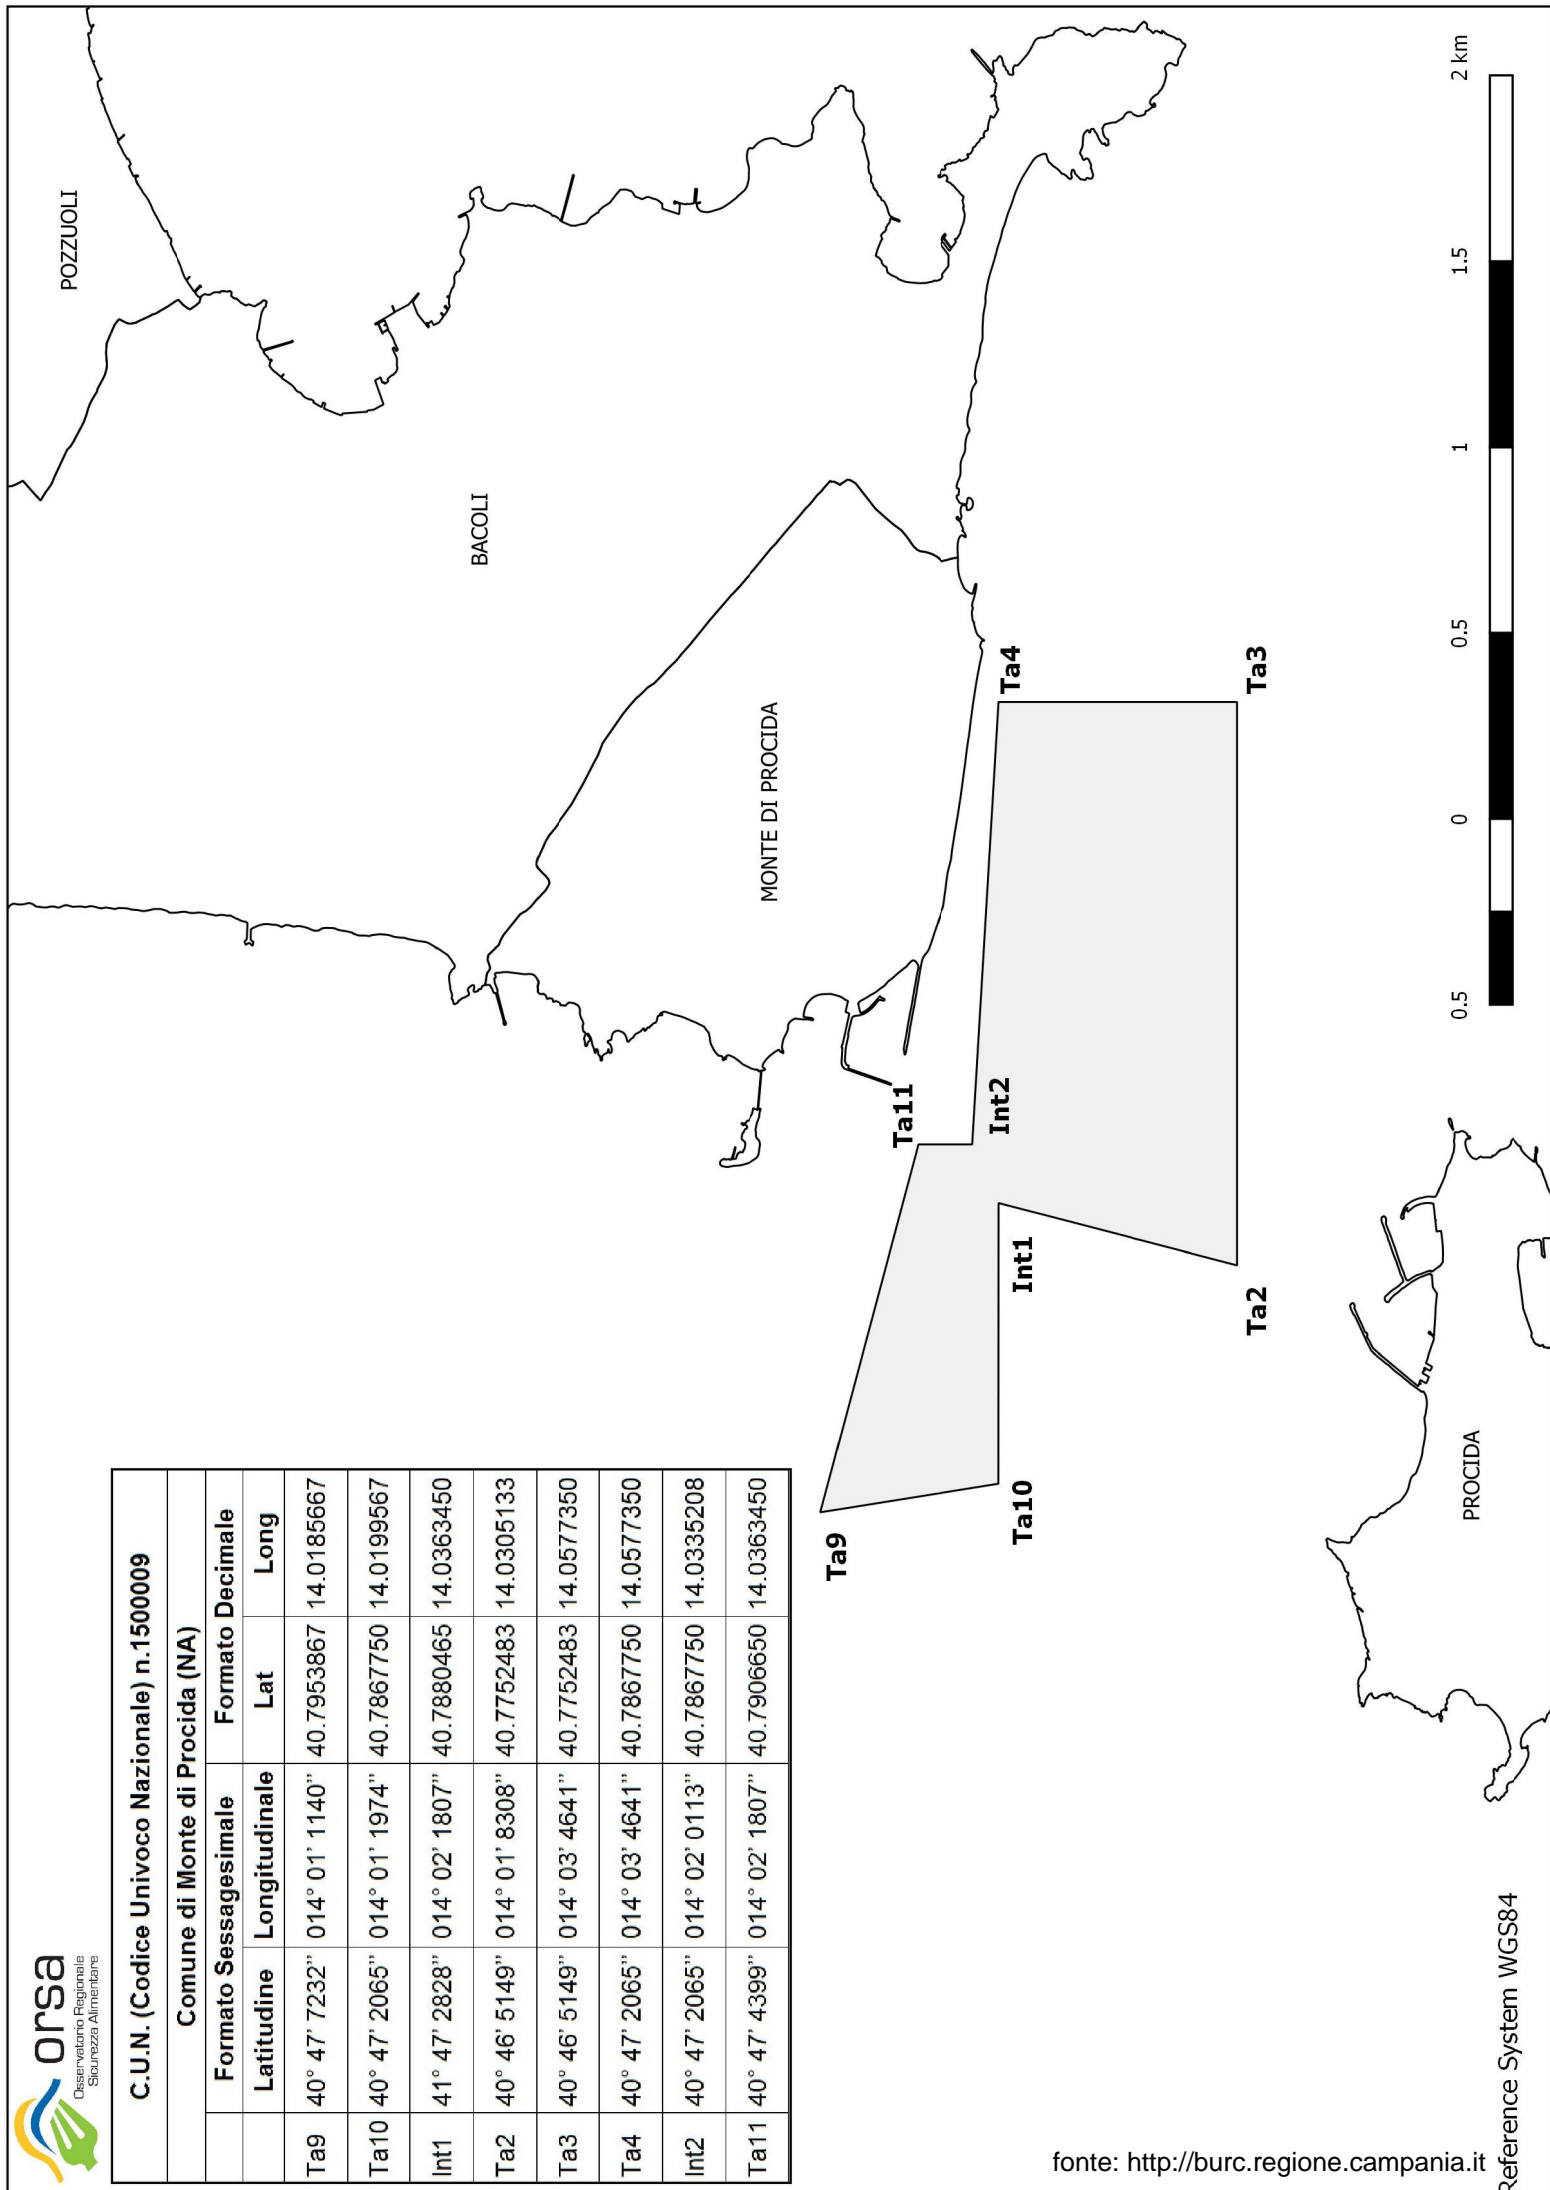 orsa
Osservatorio Regionale
Sicurezza Alimentare
C.U.N. (Codice Univoco Nazionale) n.1500009
Comune di Monte di Procida (NA)
Formato Sessagesimale Formato Decimale
Latitudine Longitudinale Lat Long
Ta9 40° 47' 7232'' 014° 01' 1140'' 40.7953867 14.0185667
Ta10 40° 47' 2065'' 014° 01' 1974'' 40.7867750 14.0199567
Int1 41° 47' 2828'' 014° 02' 1807'' 40.7880465 14.0363450
Ta2 40° 46' 5149'' 014° 01' 8308'' 40.7752483 14.0305133
Ta3 40° 46' 5149'' 014° 03' 4641'' 40.7752483 14.0577350
Ta4 40° 47' 2065'' 014° 03' 4641'' 40.7867750 14.0577350
Int2 40° 47' 2065'' 014° 02' 0113'' 40.7867750 14.0335208
Ta11 40° 47' 4399'' 014° 02' 1807'' 40.7906650 14.0363450
POZZUOLI
BACOLI
MONTE DI PROCIDA
Ta9
Ta11
Int2
Ta4
Ta10
Int1
Ta2
Ta3
PROCIDA
0.5 0 0.5 1 1.5 2 km
Reference System WGS84
fonte: http://burc.regione.campania.it